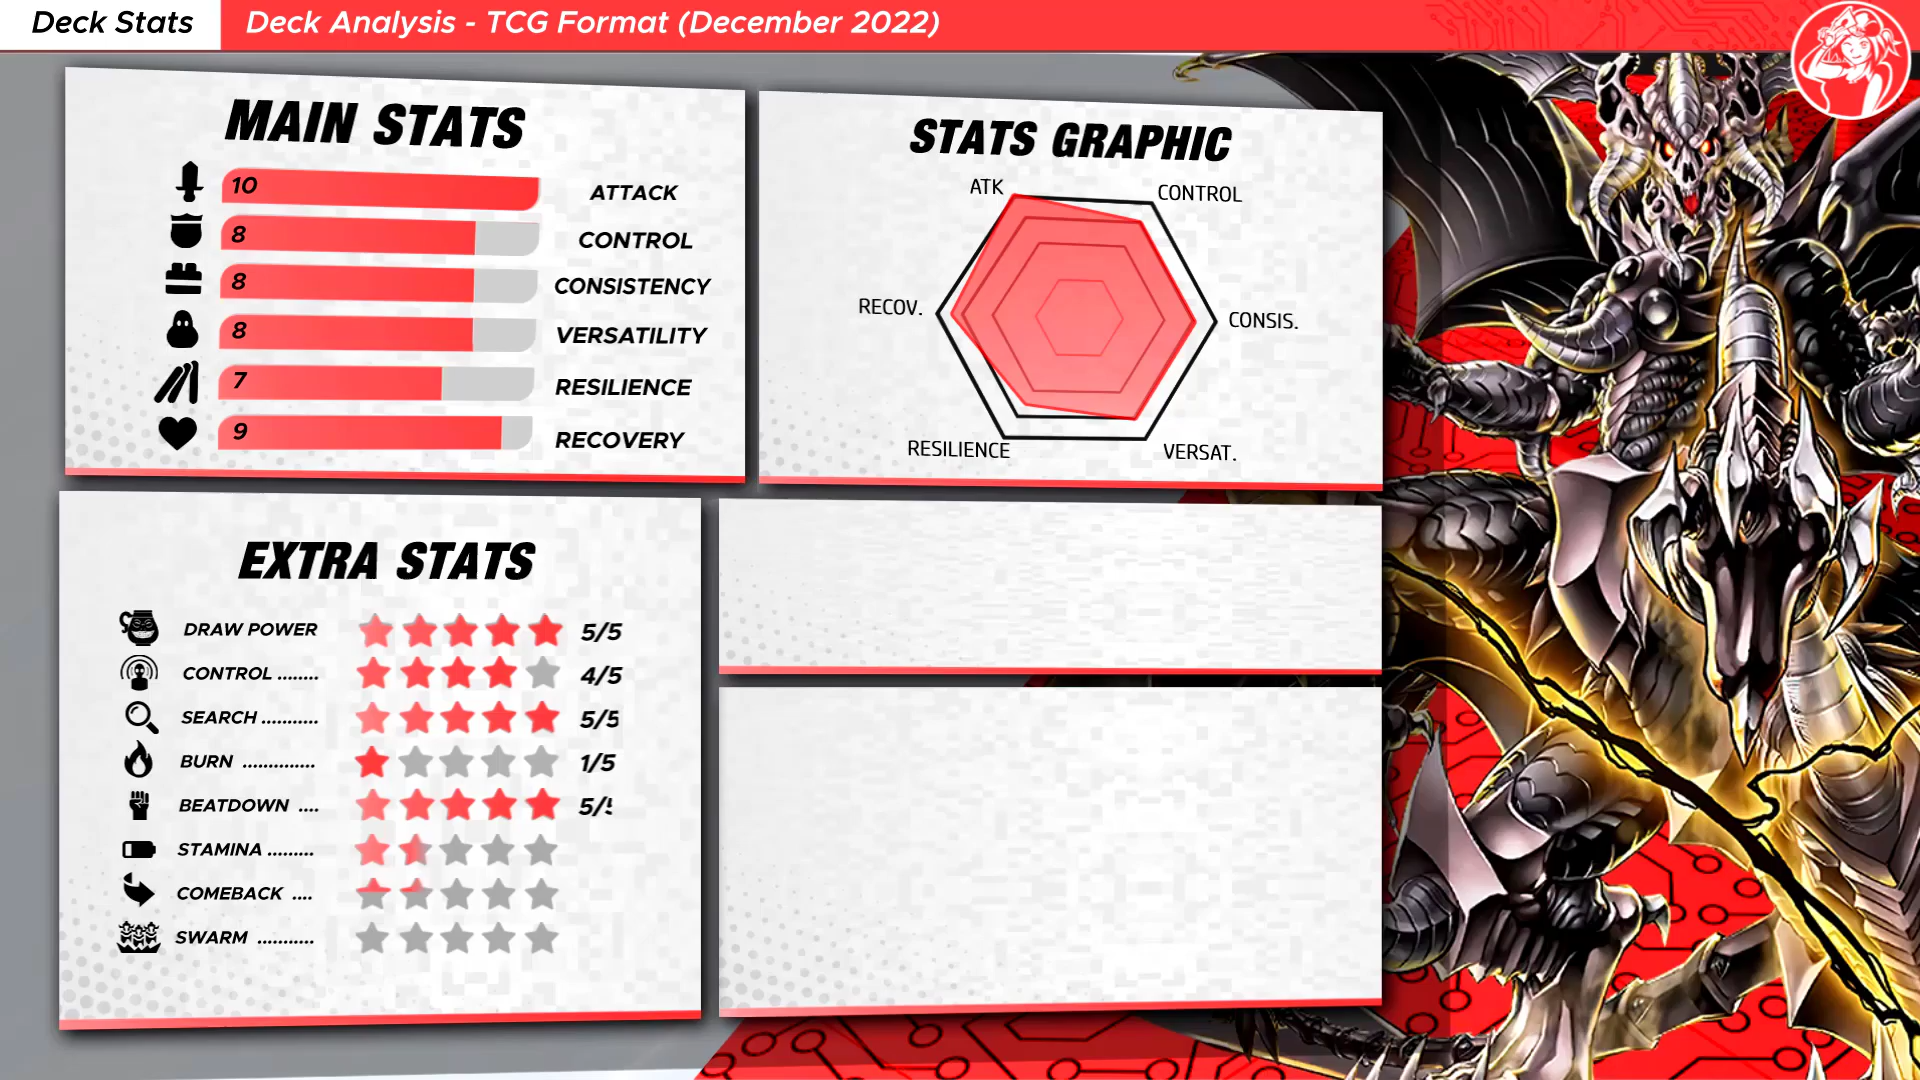 Deck Stats
Deck Analysis - TCG Format (December 2022)
MAIN STATS
10 ATTACK
8 CONTROL
8 CONSISTENCY
8 VERSATILITY
7 RESILIENCE
9 RECOVERY
STATS GRAPHIC
ATK CONTROL
RECOV. CONSIS.
RESILIENCE VERSAT.
EXTRA STATS
DRAW POWER 5/5
CONTROL ........ 4/5
SEARCH ........... 5/5
BURN .............. 1/5
BEATDOWN .... 5/5
STAMINA .........
COMEBACK ....
SWARM ...........